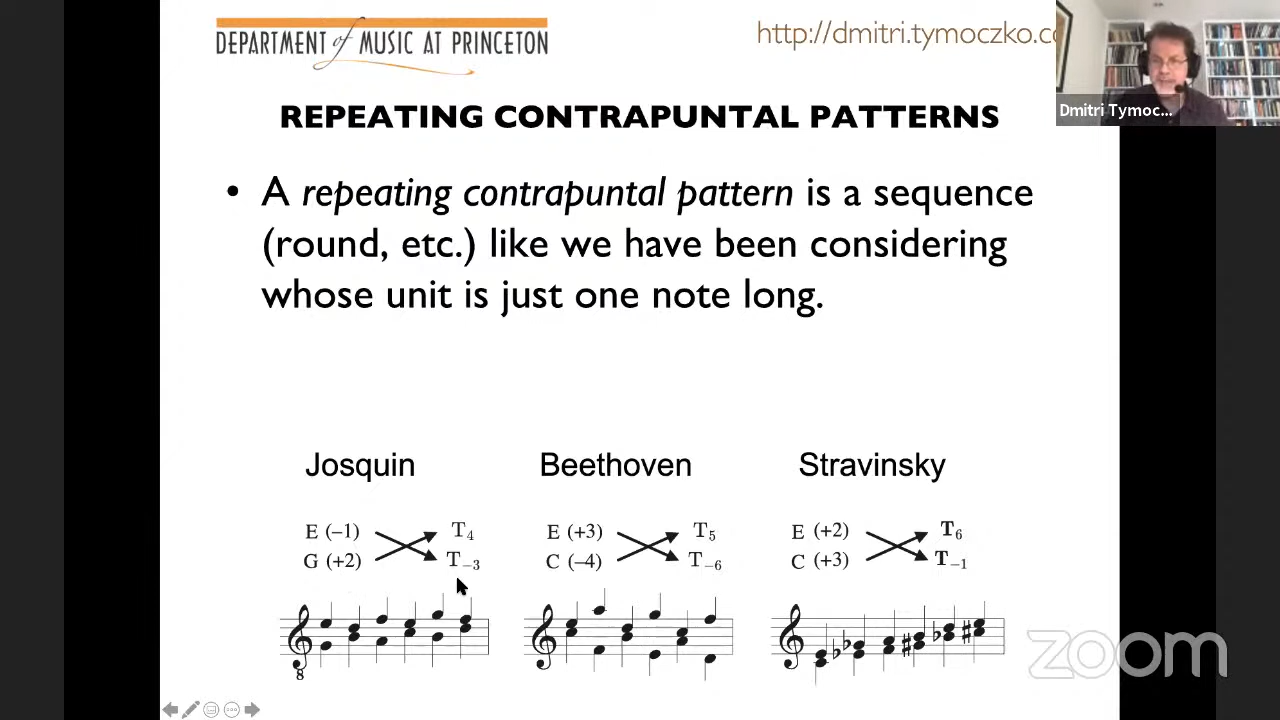 DEPARTMENT of MUSIC AT PRINCETON
http://dmitri.tymoczko.co
Dmitri Tymoc...
REPEATING CONTRAPUNTAL PATTERNS
• A repeating contrapuntal pattern is a sequence
(round, etc.) like we have been considering
whose unit is just one note long.
Josquin
E (–1) T4
G (+2) T–3
8
Beethoven
E (+3) T5
C (–4) T–6
Stravinsky
E (+2) T6
C (+3) T–1
zoom